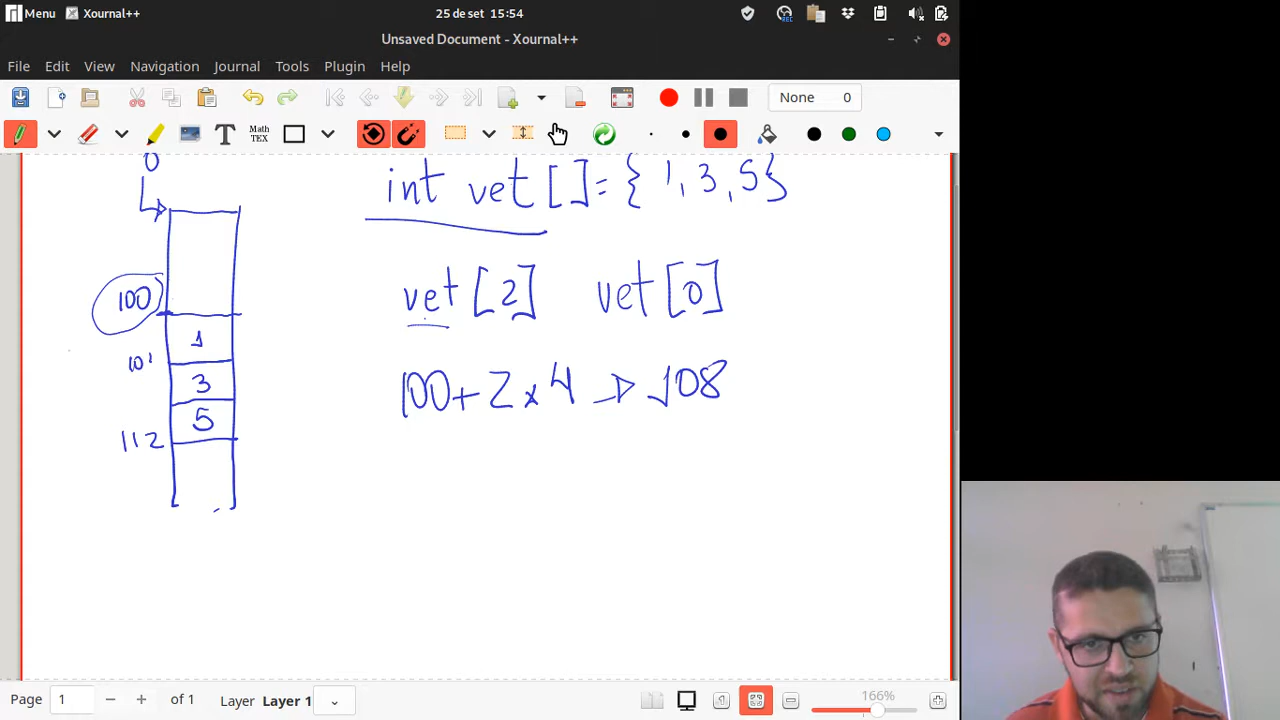 Menu Xournal++ 25 de set 15:54
Unsaved Document - Xournal++
File Edit View Navigation Journal Tools Plugin Help
None 0
T Math TEX
REC
0
int vet []= { 1, 3, 5}
vet [2] vet [0]
100
1
101
3
100+ 2 x 4 → 108
5
112
Page 1 of 1 Layer Layer 1 166%